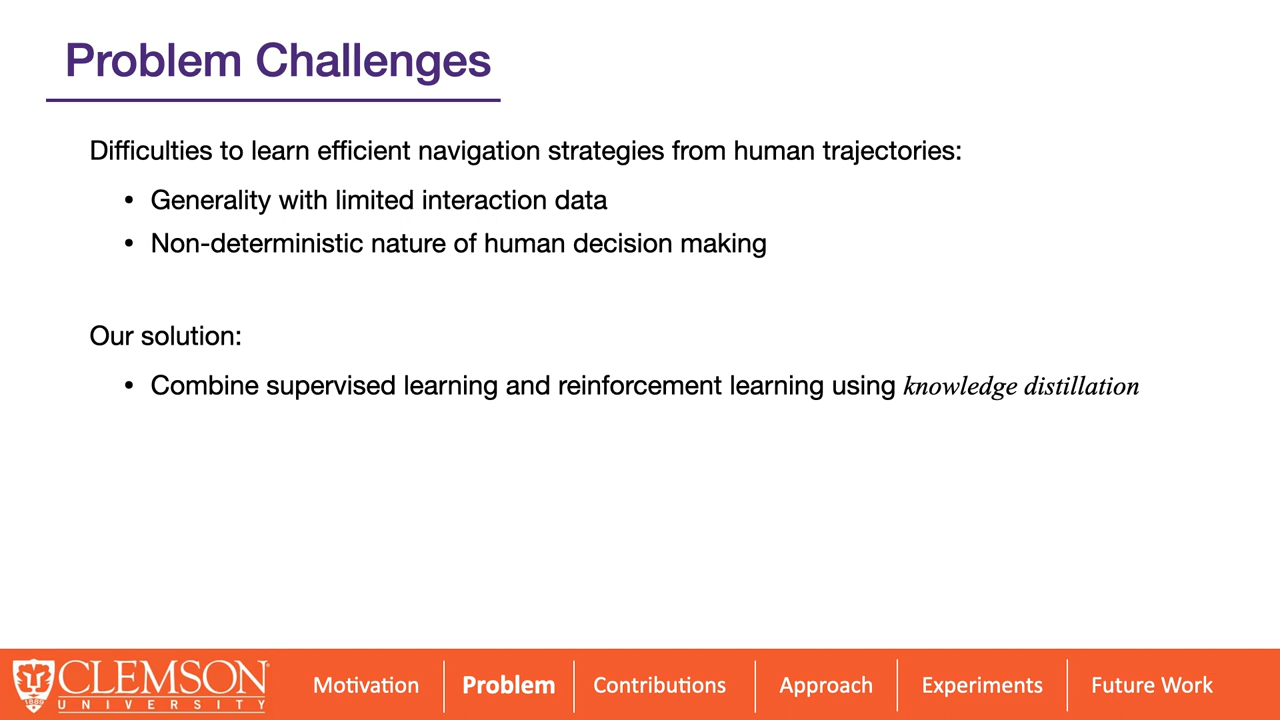 Problem Challenges
Difficulties to learn efficient navigation strategies from human trajectories:
• Generality with limited interaction data
• Non-deterministic nature of human decision making
Our solution:
• Combine supervised learning and reinforcement learning using knowledge distillation
CLEMSON
UNIVERSITY
Motivation
Problem
Contributions
Approach
Experiments
Future Work